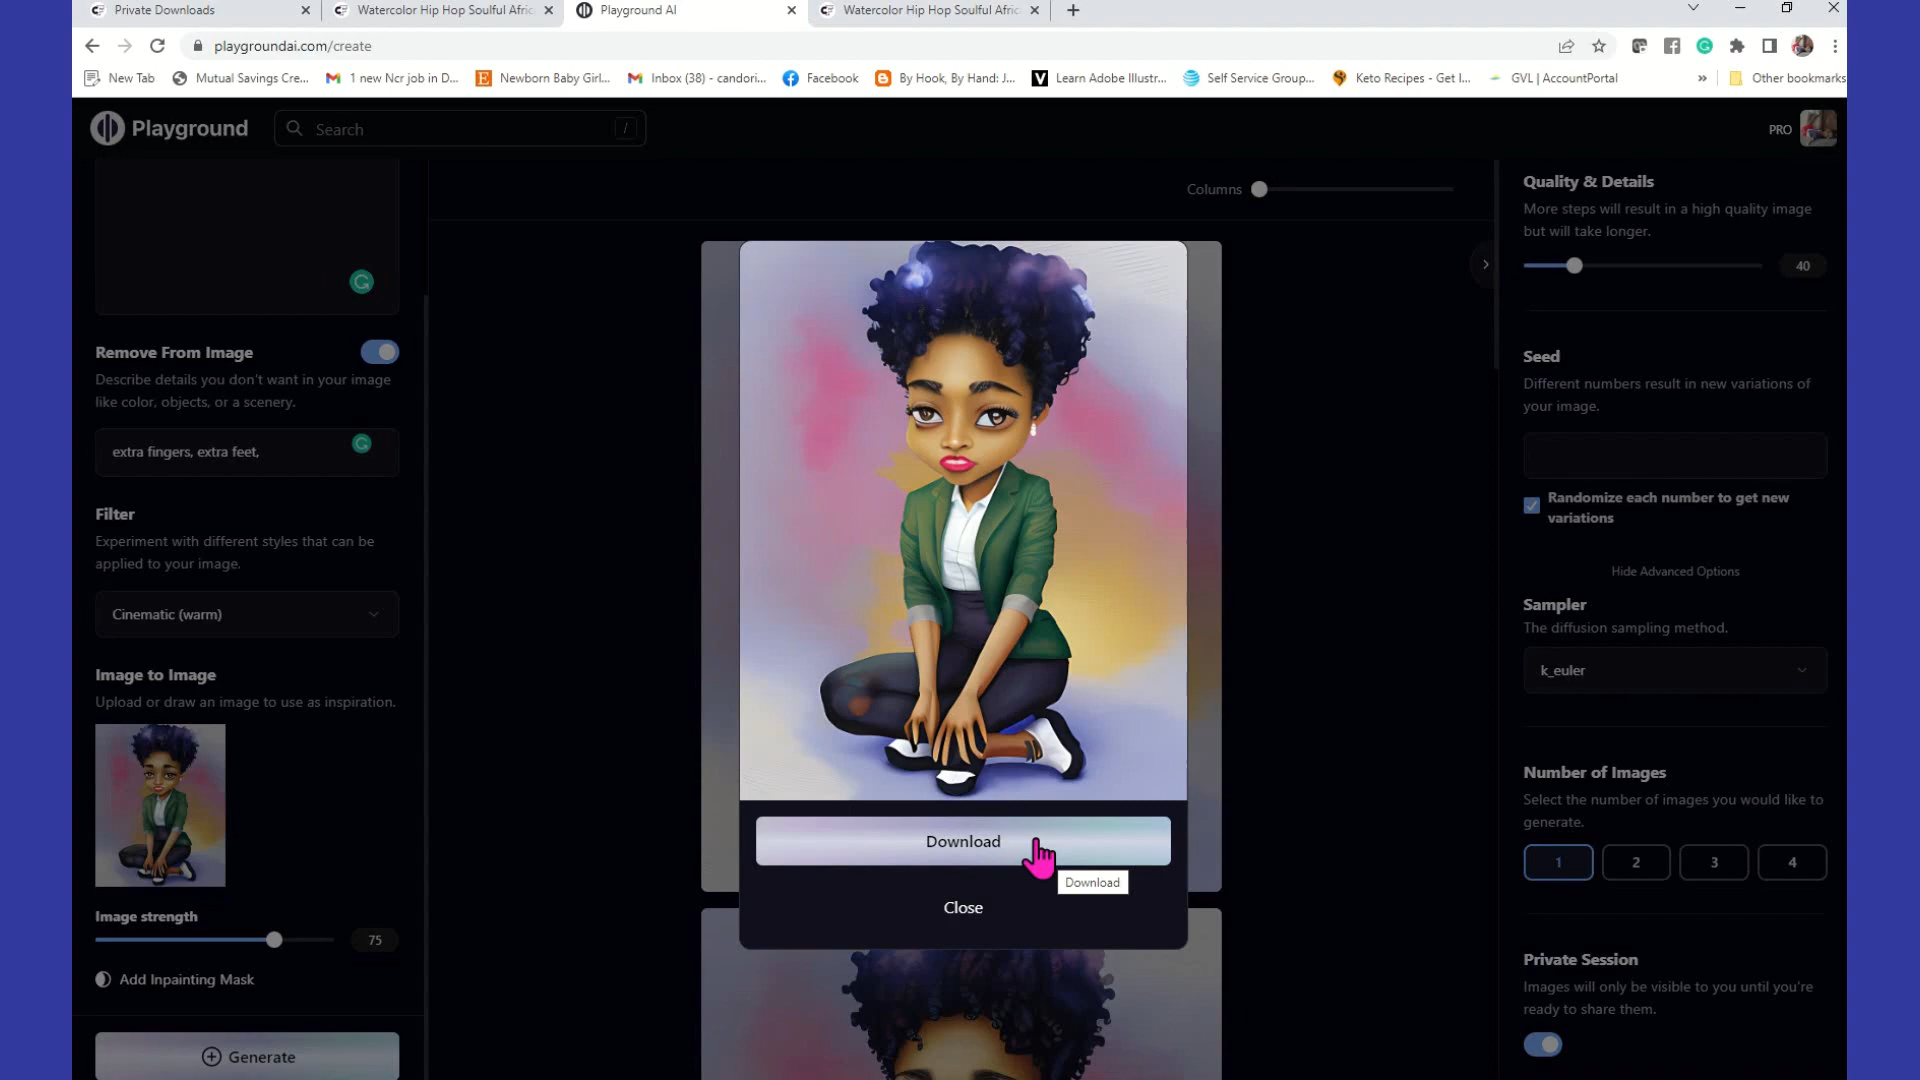 Private Downloads
Watercolor Hip Hop Soulful Afric
Playground AI
Watercolor Hip Hop Soulful Afric
playgroundai.com/create
New Tab
Mutual Savings Cre...
1 new Ncr job in D...
Newborn Baby Girl...
Inbox (38) - candori...
Facebook
By Hook, By Hand: J...
Learn Adobe Illustr...
Self Service Group...
Keto Recipes - Get I...
GVL | AccountPortal
»
Other bookmarks
Playground
Search
/
PRO
Columns
Remove From Image
Describe details you don't want in your image
like color, objects, or a scenery.
extra fingers, extra feet,
Filter
Experiment with different styles that can be
applied to your image.
Cinematic (warm)
Image to Image
Upload or draw an image to use as inspiration.
Image strength
75
Add Inpainting Mask
Generate
Download
Download
Close
Quality & Details
More steps will result in a high quality image
but will take longer.
40
Seed
Different numbers result in new variations of
your image.
Randomize each number to get new
variations
Hide Advanced Options
Sampler
The diffusion sampling method.
k_euler
Number of Images
Select the number of images you would like to
generate.
1
2
3
4
Private Session
Images will only be visible to you until you're
ready to share them.